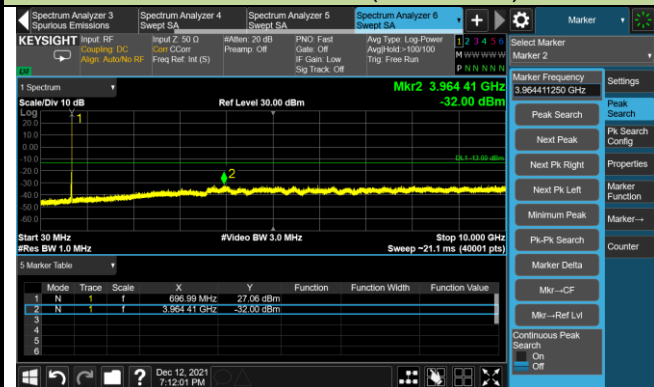 Spectrum Analyzer 3
Spurious Emissions
Spectrum Analyzer 4
Swept SA
Spectrum Analyzer 5
Swept SA
Spectrum Analyzer 6
Swept SA
Marker
KEYSIGHT
Input: RF
Coupling: DC
Align: Auto/No RF
Input Z: 50 Ω
Corr CCorr
Freq Ref: Int (S)
#Atten: 20 dB
Preamp: Off
PNO: Fast
Gate: Off
IF Gain: Low
Sig Track: Off
Avg Type: Log-Power
Avg|Hold:>100/100
Trig: Free Run
1 2 3 4 5 6
M W W W W W
P N N N N N
Select Marker
Marker 2
1 Spectrum
Mkr2 3.964 41 GHz
-32.00 dBm
Scale/Div 10 dB
Ref Level 30.00 dBm
Log
20.0
10.0
0.00
-10.0
-20.0
-30.0
-40.0
-50.0
-60.0
1
2
DL1 -13.00 dBm
Start 30 MHz
#Res BW 1.0 MHz
#Video BW 3.0 MHz
Stop 10.000 GHz
Sweep ~21.1 ms (40001 pts)
5 Marker Table
Mode Trace Scale X Y Function Function Width Function Value
1 N 1 f 696.99 MHz 27.06 dBm
2 N 1 f 3.964 41 GHz -32.00 dBm
3
4
5
6
Marker Frequency
3.964411250 GHz
Peak Search
Next Peak
Next Pk Right
Next Pk Left
Minimum Peak
Pk-Pk Search
Marker Delta
Mkr→CF
Mkr→Ref Lvl
Continuous Peak
Search
On
Off
Settings
Peak
Search
Pk Search
Config
Properties
Marker
Function
Marker→
Counter
?
Dec 12, 2021
7:12:01 PM